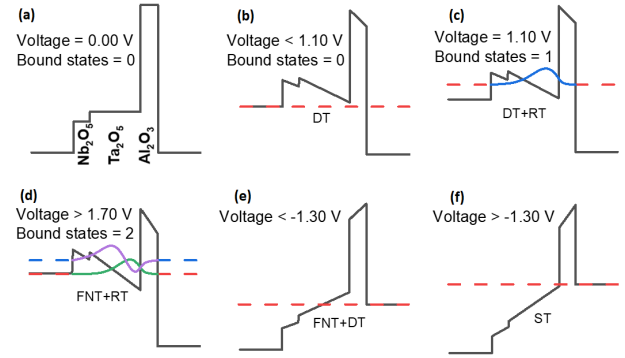 (a)
Voltage = 0.00 V
Bound states = 0
Nb₂O₅
Ta₂O₅
Al₂O₃
(b)
Voltage < 1.10 V
Bound states = 0
DT
(c)
Voltage = 1.10 V
Bound states = 1
DT+RT
(d)
Voltage > 1.70 V
Bound states = 2
FNT+RT
(e)
Voltage < -1.30 V
FNT+DT
(f)
Voltage > -1.30 V
ST